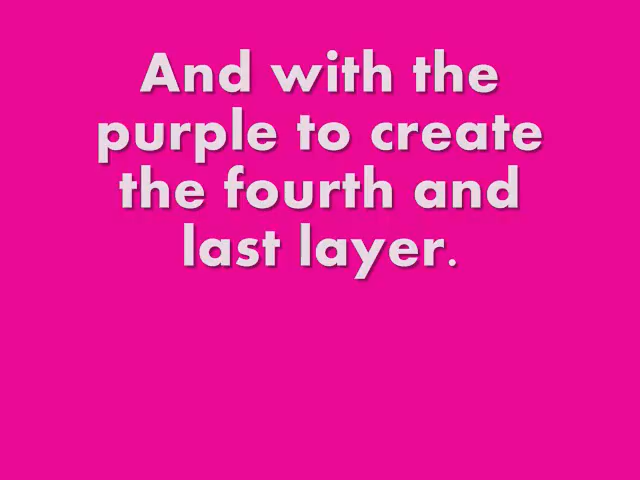 And with the
purple to create
the fourth and
last layer.